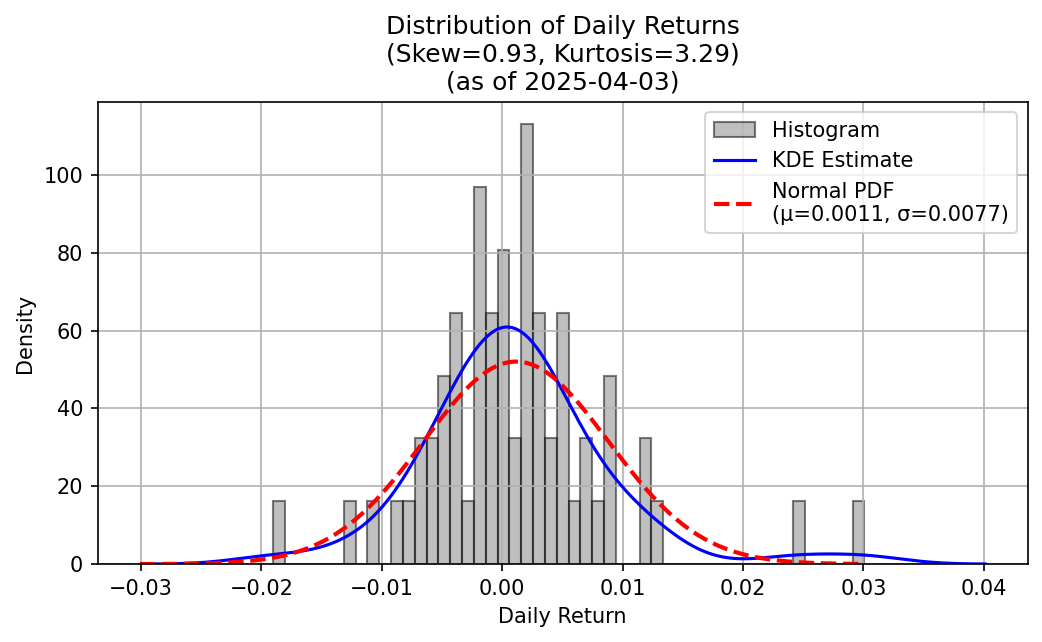 Distribution of Daily Returns
(Skew=0.93, Kurtosis=3.29)
(as of 2025-04-03)
Histogram
KDE Estimate
Normal PDF
(μ=0.0011, σ=0.0077)
Density
100
80
60
40
20
0
−0.03 −0.02 −0.01 0.00 0.01 0.02 0.03 0.04
Daily Return